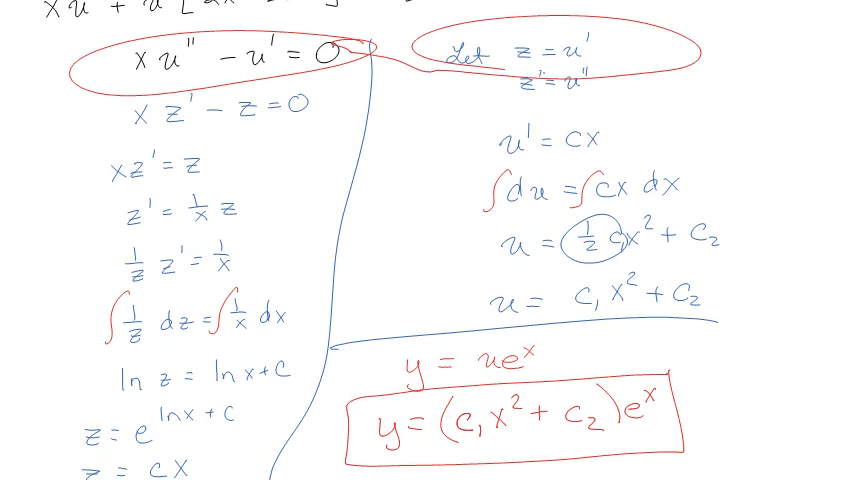 x u'' - u' = 0
x z' - z = 0
xz' = z
z' = 1/x z
1/z z' = 1/x
∫ 1/z dz = ∫ 1/x dx
ln z = ln x + c
z = e^(ln x + c)
z = cx
Let z = u'
z' = u''
u' = cx
∫ du = ∫ cx dx
u = 1/2 c₁x² + c₂
u = c₁x² + c₂
y = ue^x
y = (c₁x² + c₂)e^x